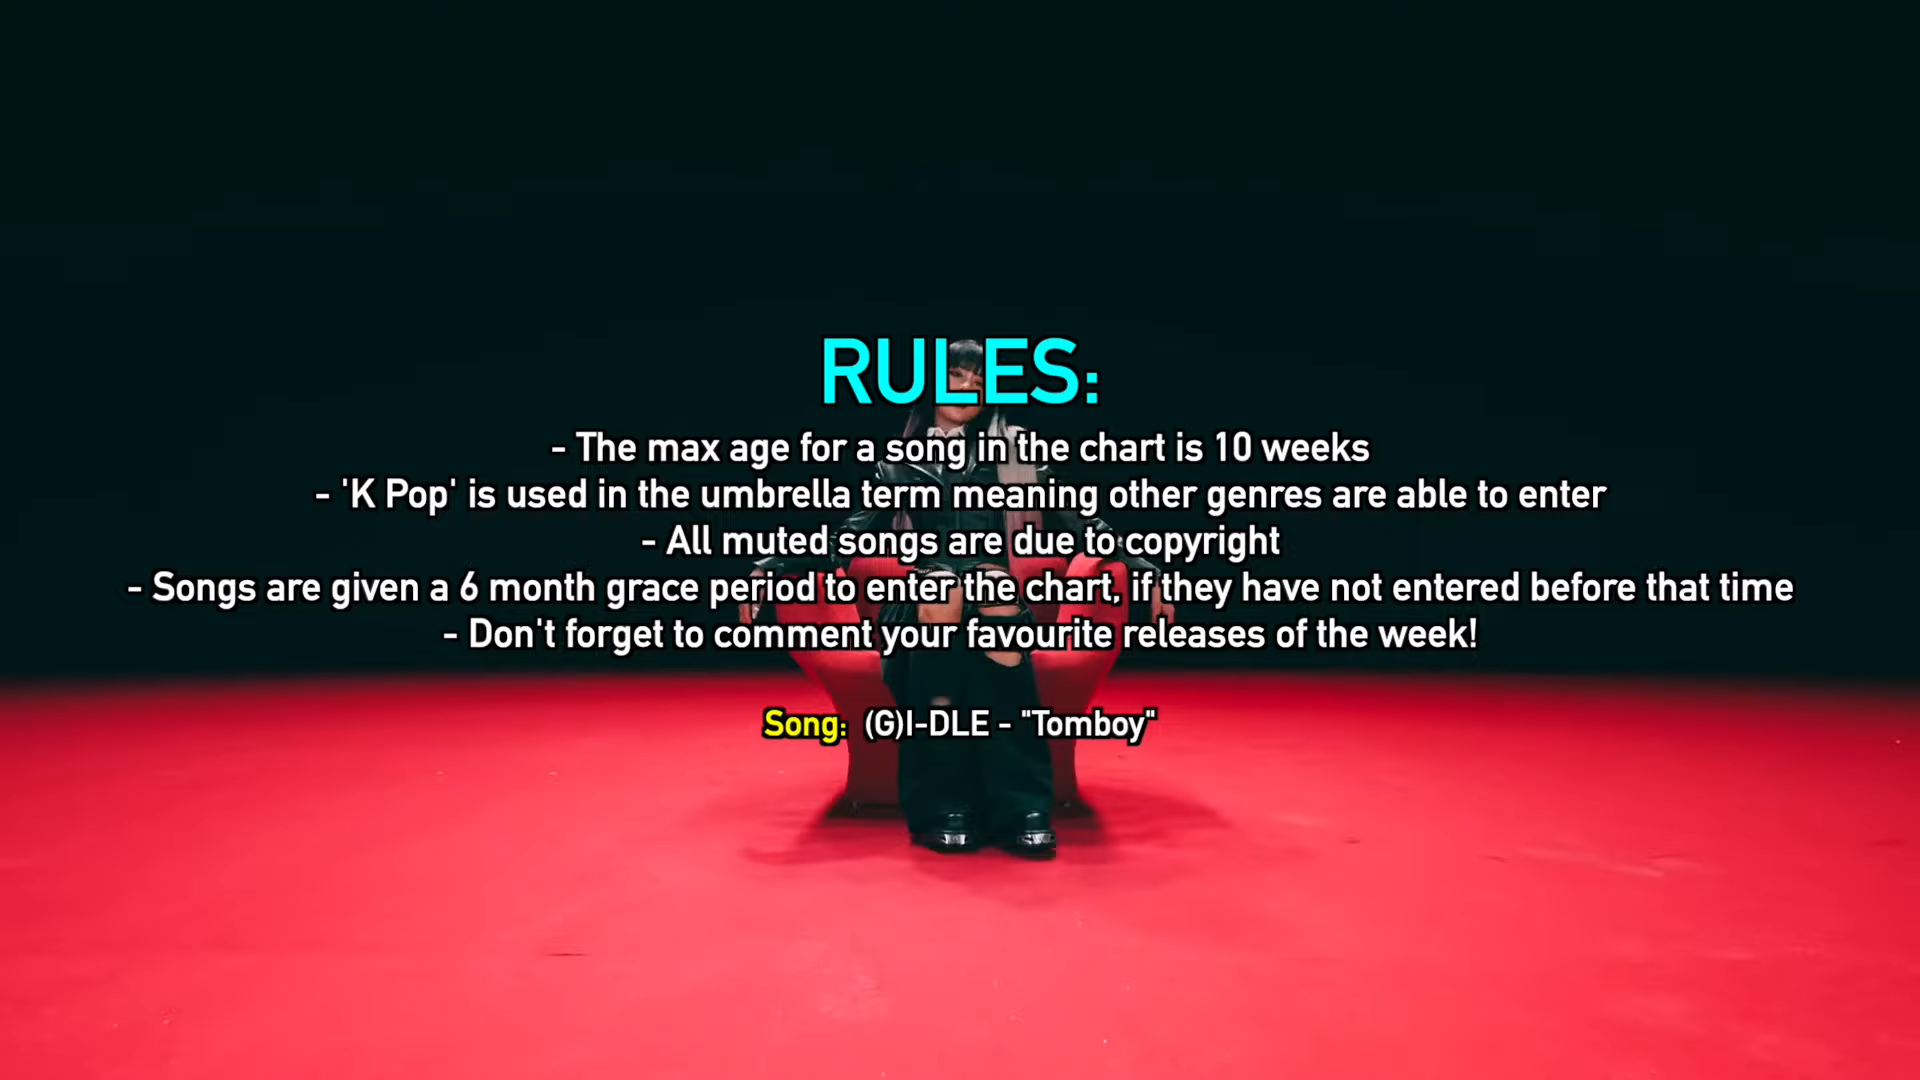 RULES:
- The max age for a song in the chart is 10 weeks
- 'K Pop' is used in the umbrella term meaning other genres are able to enter
- All muted songs are due to copyright
- Songs are given a 6 month grace period to enter the chart, if they have not entered before that time
- Don't forget to comment your favourite releases of the week!
Song: (G)I-DLE - "Tomboy"